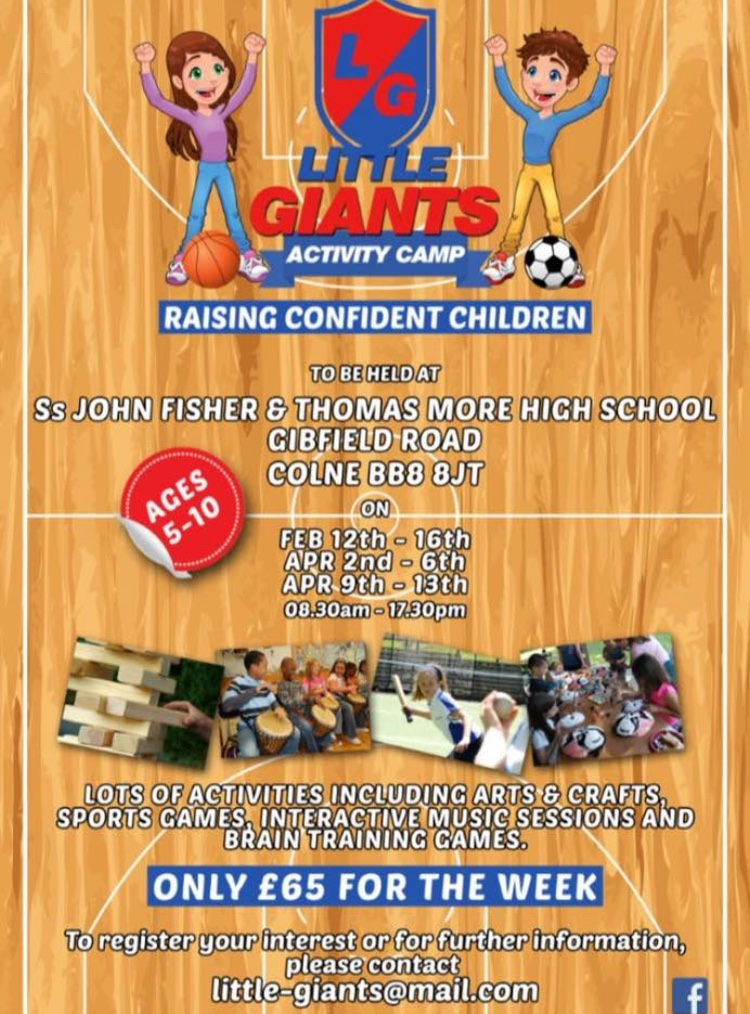 LG
LITTLE
GIANTS
ACTIVITY CAMP
RAISING CONFIDENT CHILDREN
TO BE HELD AT
Ss JOHN FISHER & THOMAS MORE HIGH SCHOOL
GIBFIELD ROAD
COLNE BB8 8JT
AGES
5-10
ON
FEB 12th - 16th
APR 2nd - 6th
APR 9th - 13th
08.30am - 17.30pm
LOTS OF ACTIVITIES INCLUDING ARTS & CRAFTS,
SPORTS GAMES, INTERACTIVE MUSIC SESSIONS AND
BRAIN TRAINING GAMES.
ONLY £65 FOR THE WEEK
To register your interest or for further information,
please contact
little-giants@mail.com
f